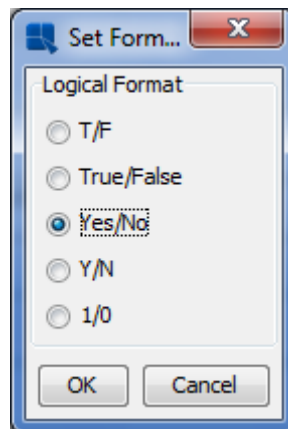 Set Form...
Logical Format
T/F
True/False
Yes/No
Y/N
1/0
OK Cancel